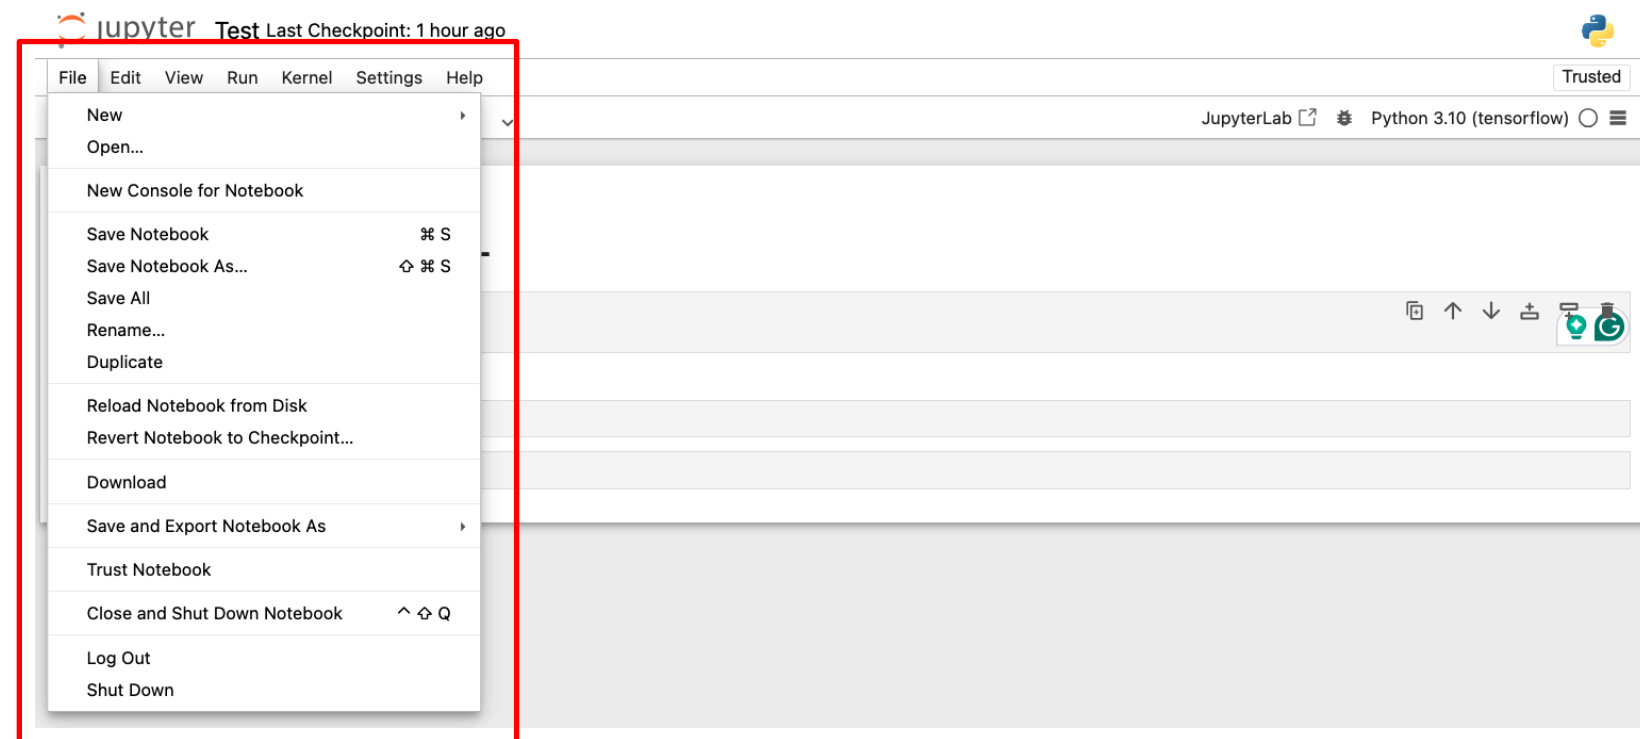 jupyter Test Last Checkpoint: 1 hour ago
File Edit View Run Kernel Settings Help Trusted
JupyterLab Python 3.10 (tensorflow)
New
Open...
New Console for Notebook
Save Notebook ⌘ S
Save Notebook As... ⇧ ⌘ S
Save All
Rename...
Duplicate
Reload Notebook from Disk
Revert Notebook to Checkpoint...
Download
Save and Export Notebook As
Trust Notebook
Close and Shut Down Notebook ^ ⇧ Q
Log Out
Shut Down